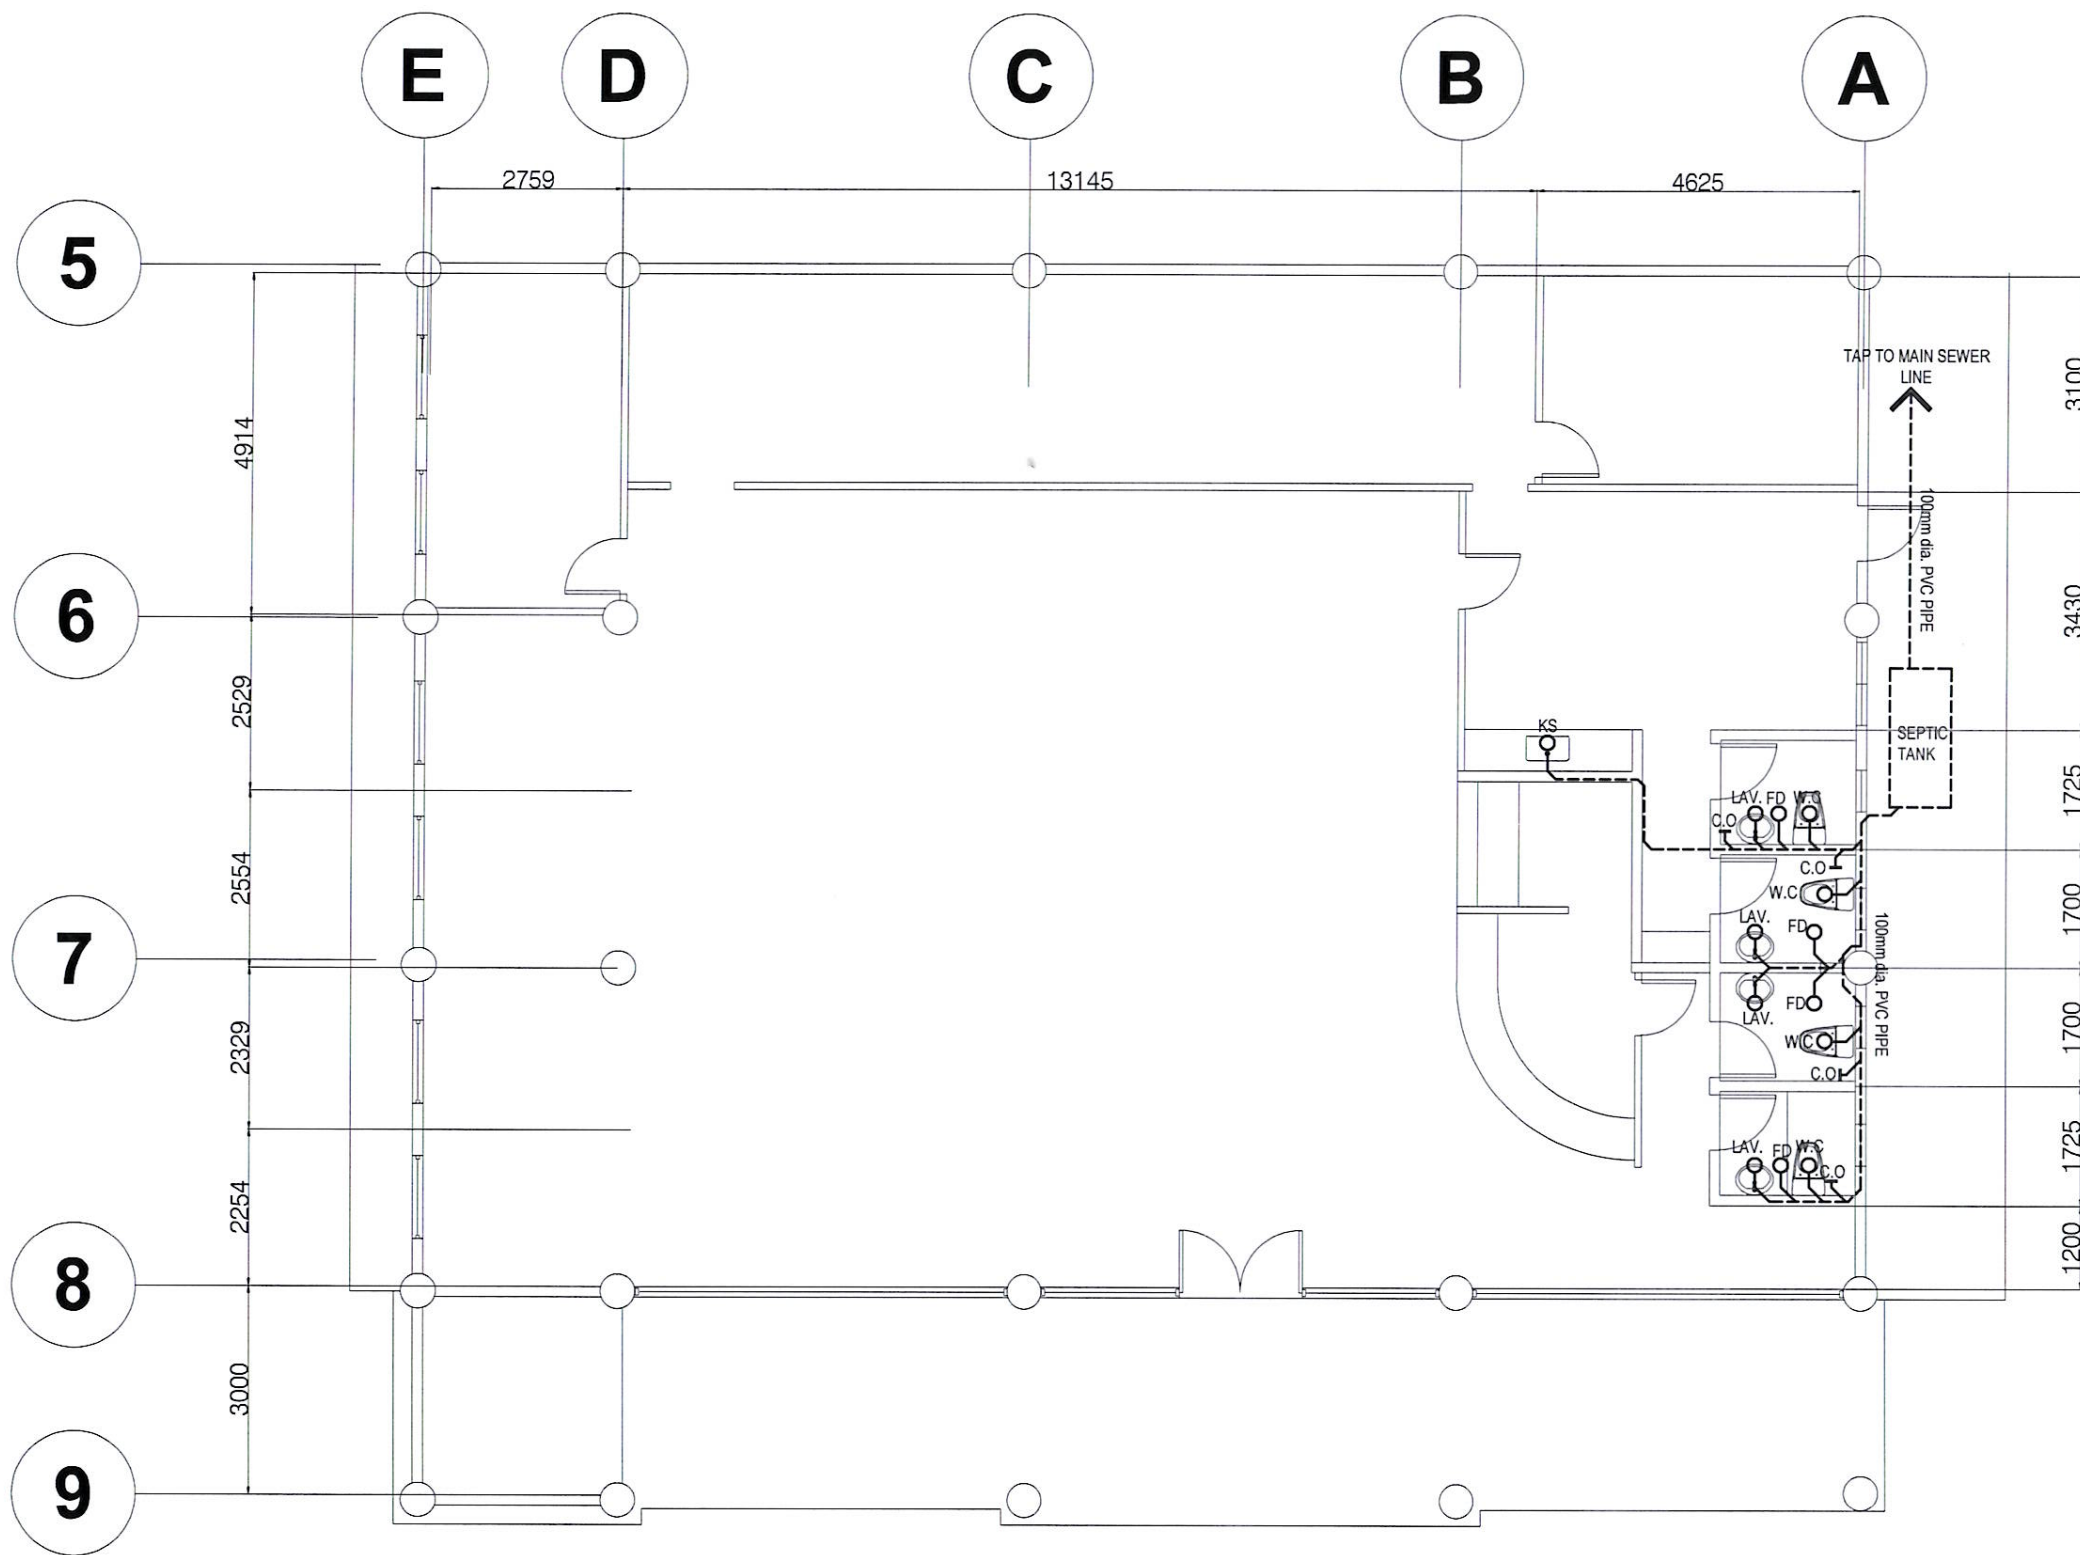 E
D
C
B
A
2759
13145
4625
5
TAP TO MAIN SEWER
LINE
3100
4914
100mm dia. PVC PIPE
6
3430
2529
KS
SEPTIC
TANK
1725
LAV.
FD
W.C
C.O
C.O
2554
W.C
1700
LAV.
FD
100mm dia. PVC PIPE
7
FD
LAV.
2329
1700
W.C
C.O
1725
LAV.
FD
W.C
C.O
2254
1200
8
3000
9